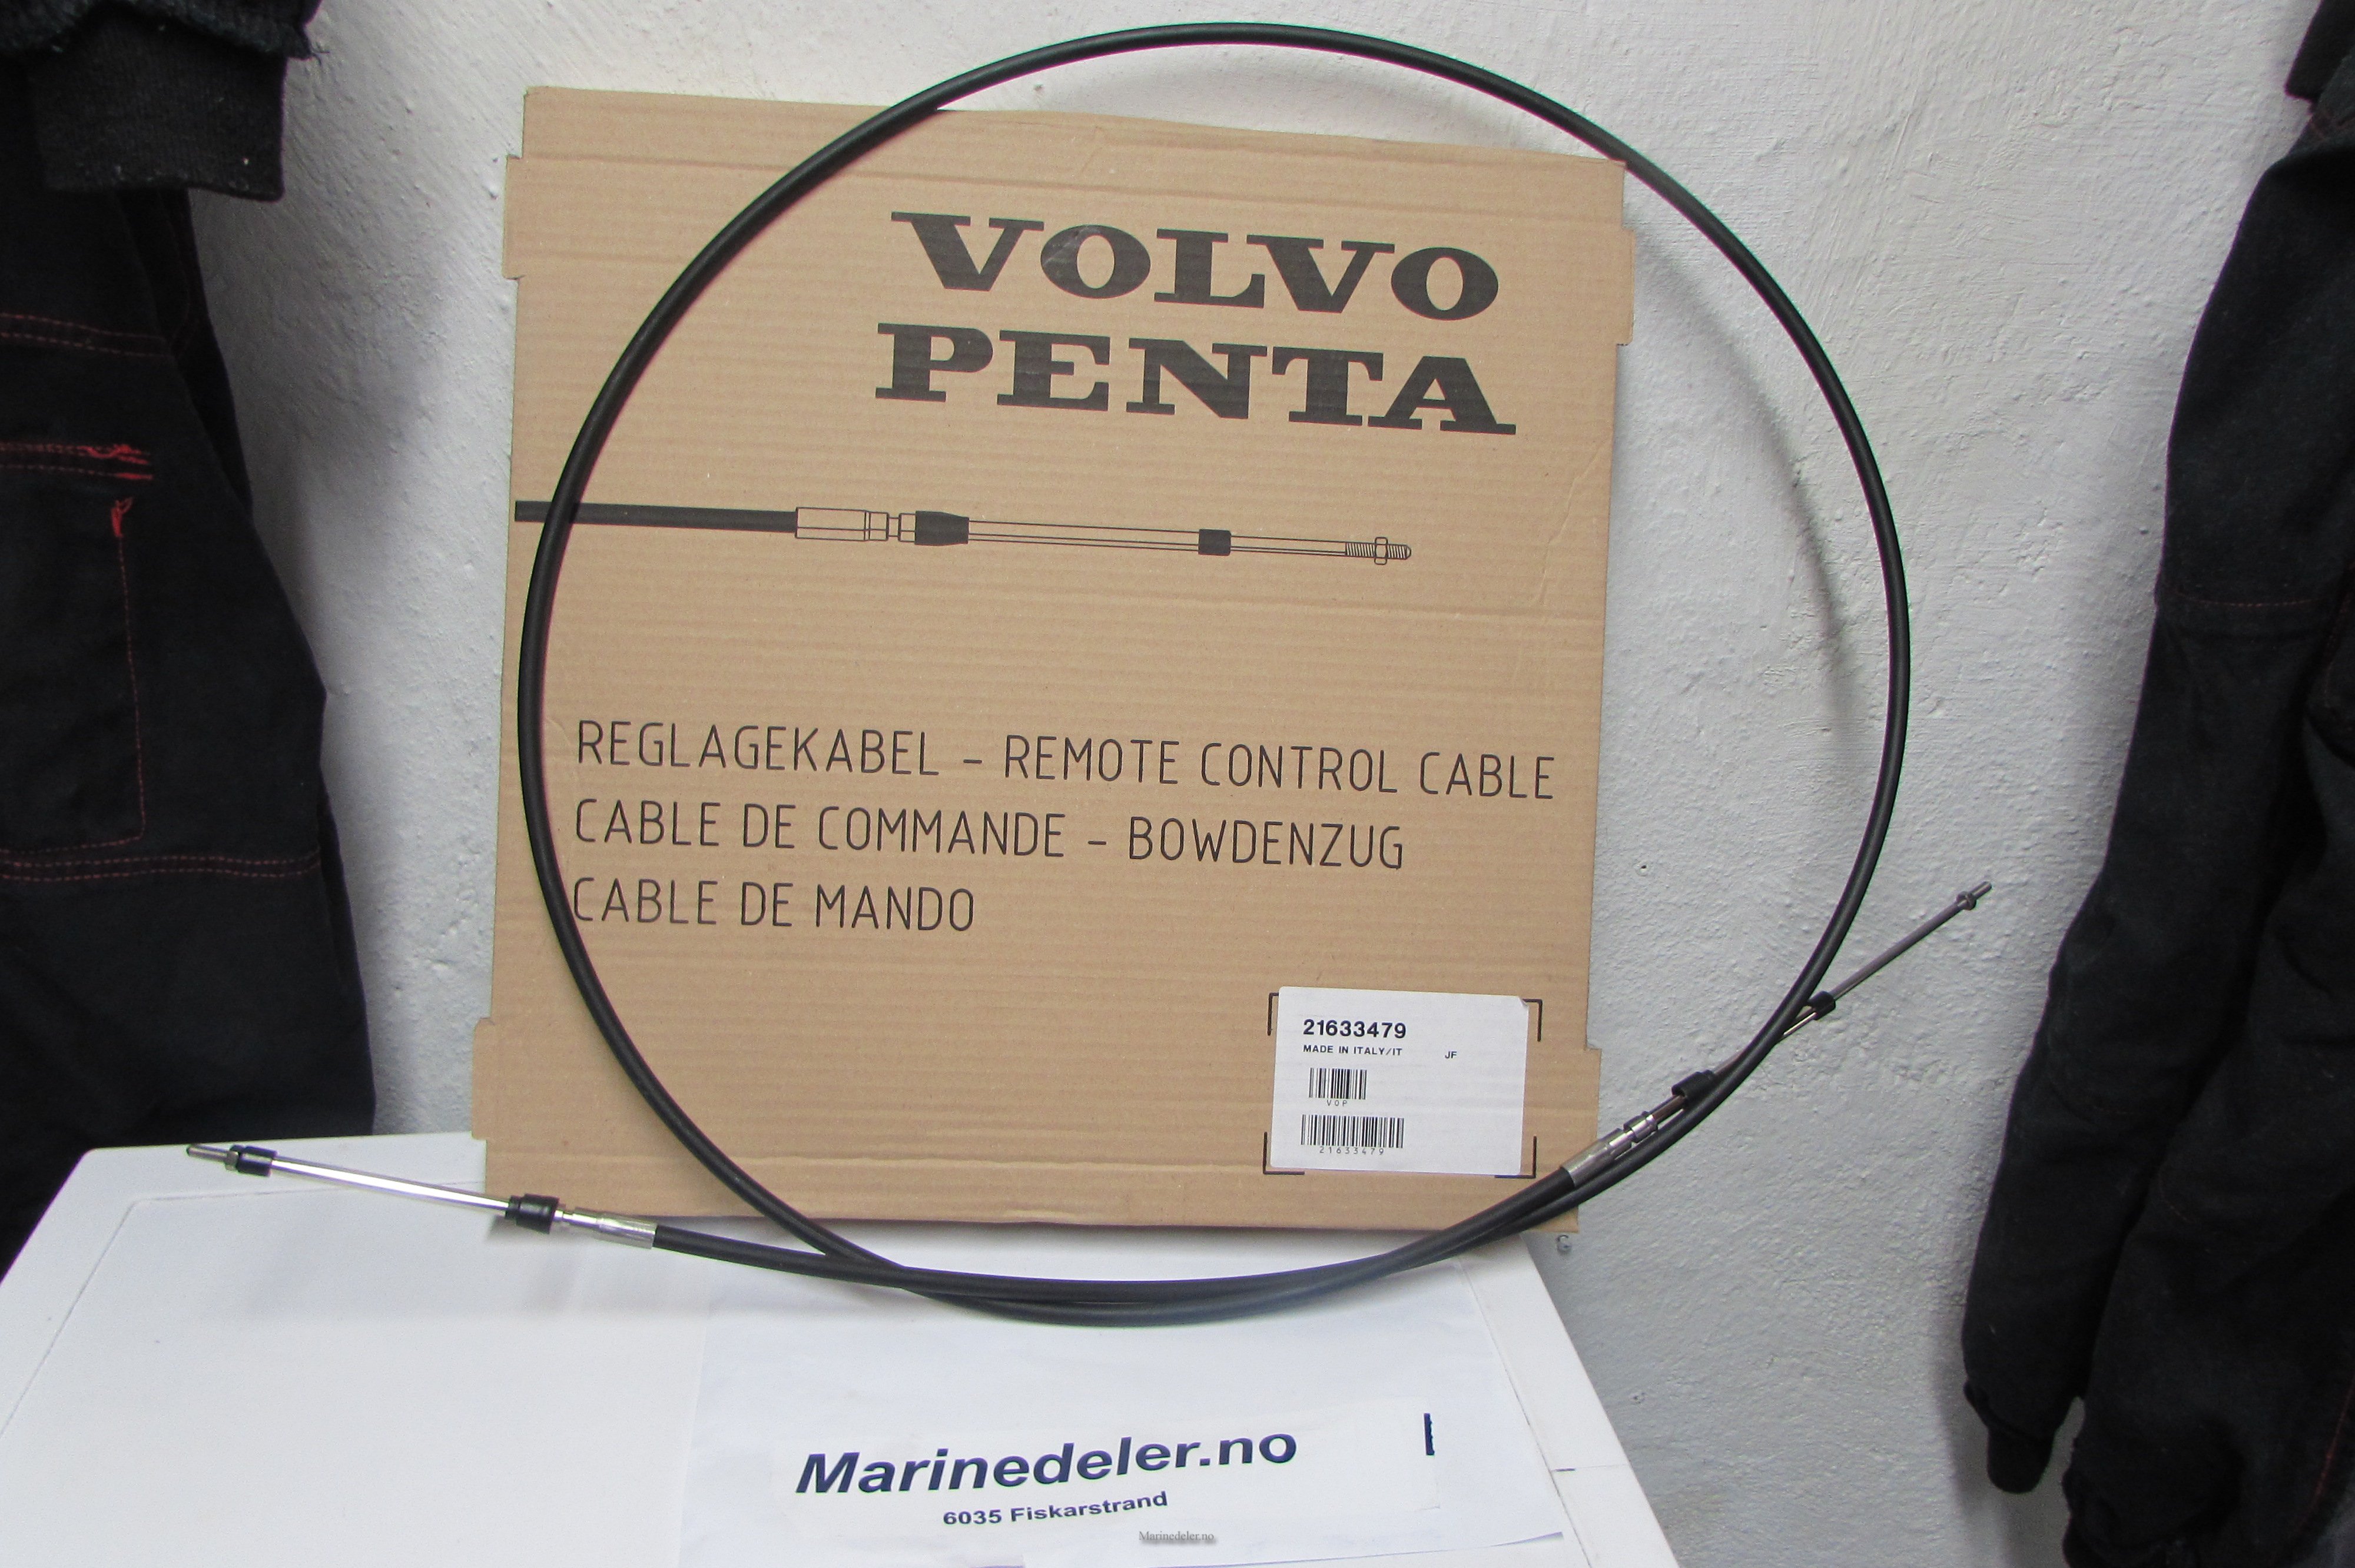 VOLVO
PENTA
REGLAGEKABEL - REMOTE CONTROL CABLE
CABLE DE COMMANDE - BOWDENZUG
CABLE DE MANDO
21633479
MADE IN ITALY/IT JF
VOP
21633479
Marinedeler.no
6035 Fiskarstrand
Marinedeler.no